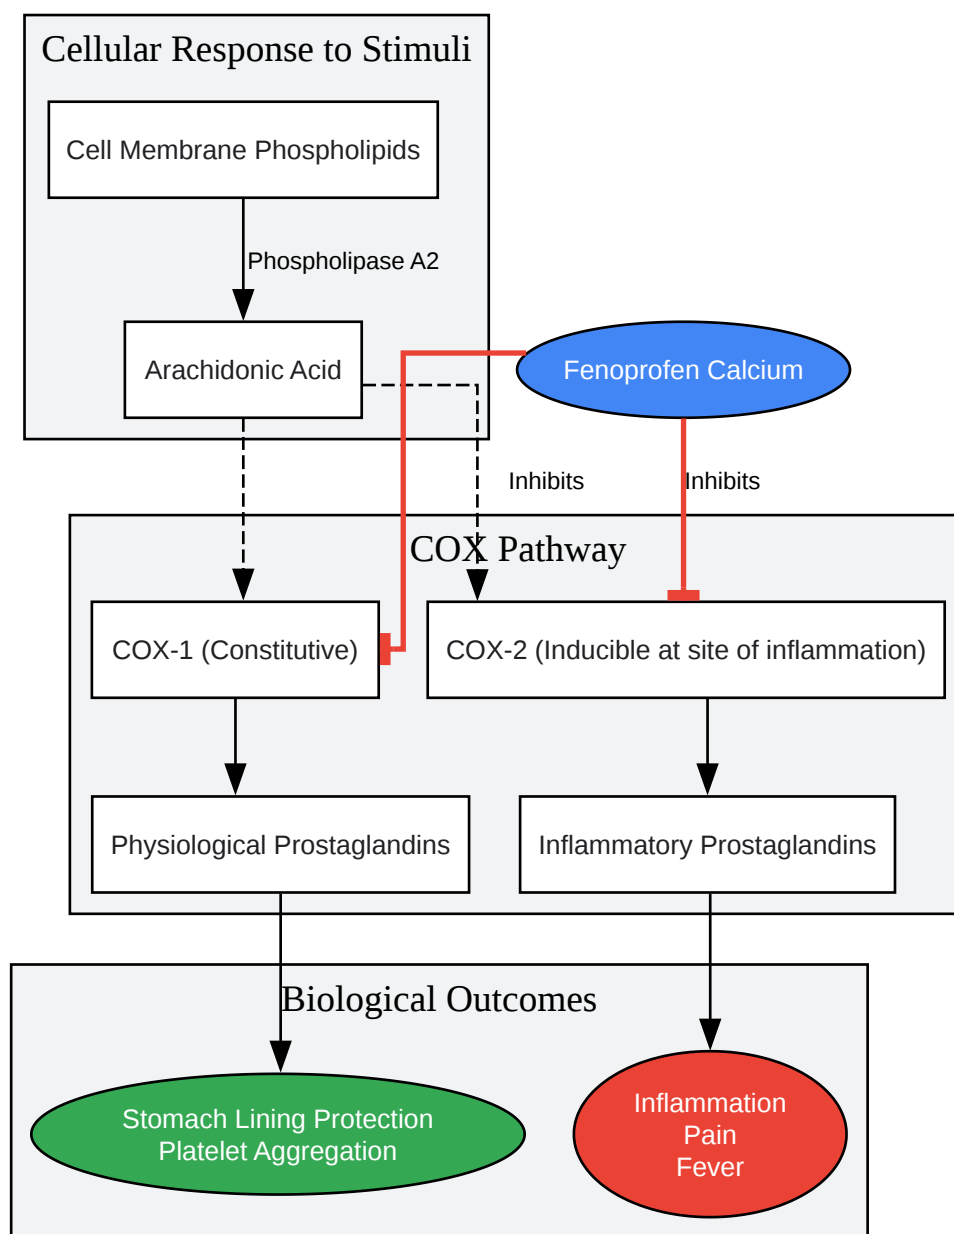 Cellular Response to Stimuli
Cell Membrane Phospholipids
Phospholipase A2
Arachidonic Acid
Fenoprofen Calcium
Inhibits
Inhibits
COX Pathway
COX-1 (Constitutive)
COX-2 (Inducible at site of inflammation)
Physiological Prostaglandins
Inflammatory Prostaglandins
Biological Outcomes
Stomach Lining Protection
Platelet Aggregation
Inflammation
Pain
Fever